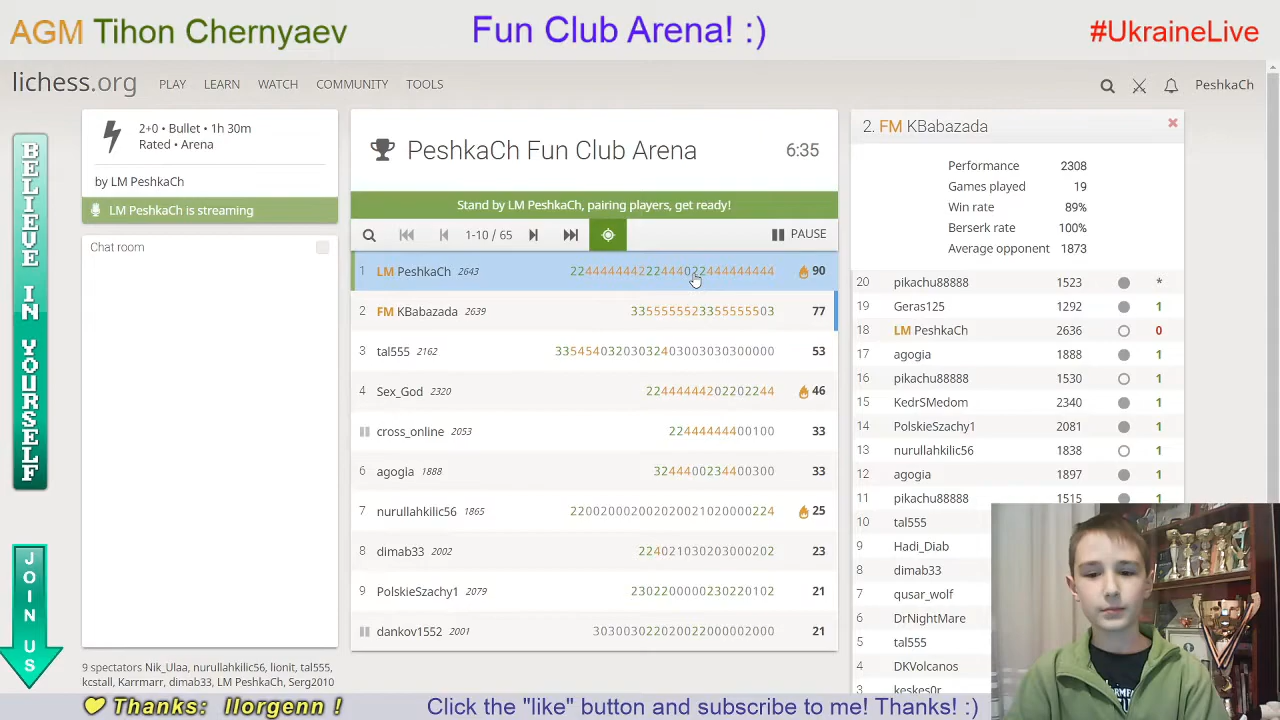 AGM Tihon Chernyaev
Fun Club Arena! :)
#UkraineLive
lichess.org PLAY LEARN WATCH COMMUNITY TOOLS PeshkaCh
BELIEVE IN YOURSELF
JOIN US
2+0 • Bullet • 1h 30m
Rated • Arena
by LM PeshkaCh
LM PeshkaCh is streaming
Chat room
9 spectators Nik_Ulaa, nurullahkilic56, lionit, tal555,
kcstall, Karrmarr, dimab33, LM PeshkaCh, Serg2010
PeshkaCh Fun Club Arena 6:35
Stand by LM PeshkaCh, pairing players, get ready!
1-10 / 65 PAUSE
1 LM PeshkaCh 2643 224444444222444022444444444 90
2 FM KBabazada 2639 3355555523355555503 77
3 tal555 2162 33545403203032403003030300000 53
4 Sex_God 2320 22444444202202244 46
cross_online 2053 22444444400100 33
6 agogia 1888 3244400234400300 33
7 nurullahkilic56 1865 220020002002020021020000224 25
8 dimab33 2002 224021030203000202 23
9 PolskieSzachy1 2079 2302200000230220102 21
dankov1552 2001 303003022020022000002000 21
2. FM KBabazada
Performance 2308
Games played 19
Win rate 89%
Berserk rate 100%
Average opponent 1873
20 pikachu88888 1523 *
19 Geras125 1292 1
18 LM PeshkaCh 2636 0
17 agogia 1888 1
16 pikachu88888 1530 1
15 KedrSMedom 2340 1
14 PolskieSzachy1 2081 1
13 nurullahkilic56 1838 1
12 agogia 1897 1
11 pikachu88888 1515 1
10 tal555
9 Hadi_Diab
8 dimab33
7 qusar_wolf
6 DrNightMare
5 tal555
4 DKVolcanos
3 keskes0r
Thanks: llorgenn !
Click the "like" button and subscribe to me! Thanks! :)